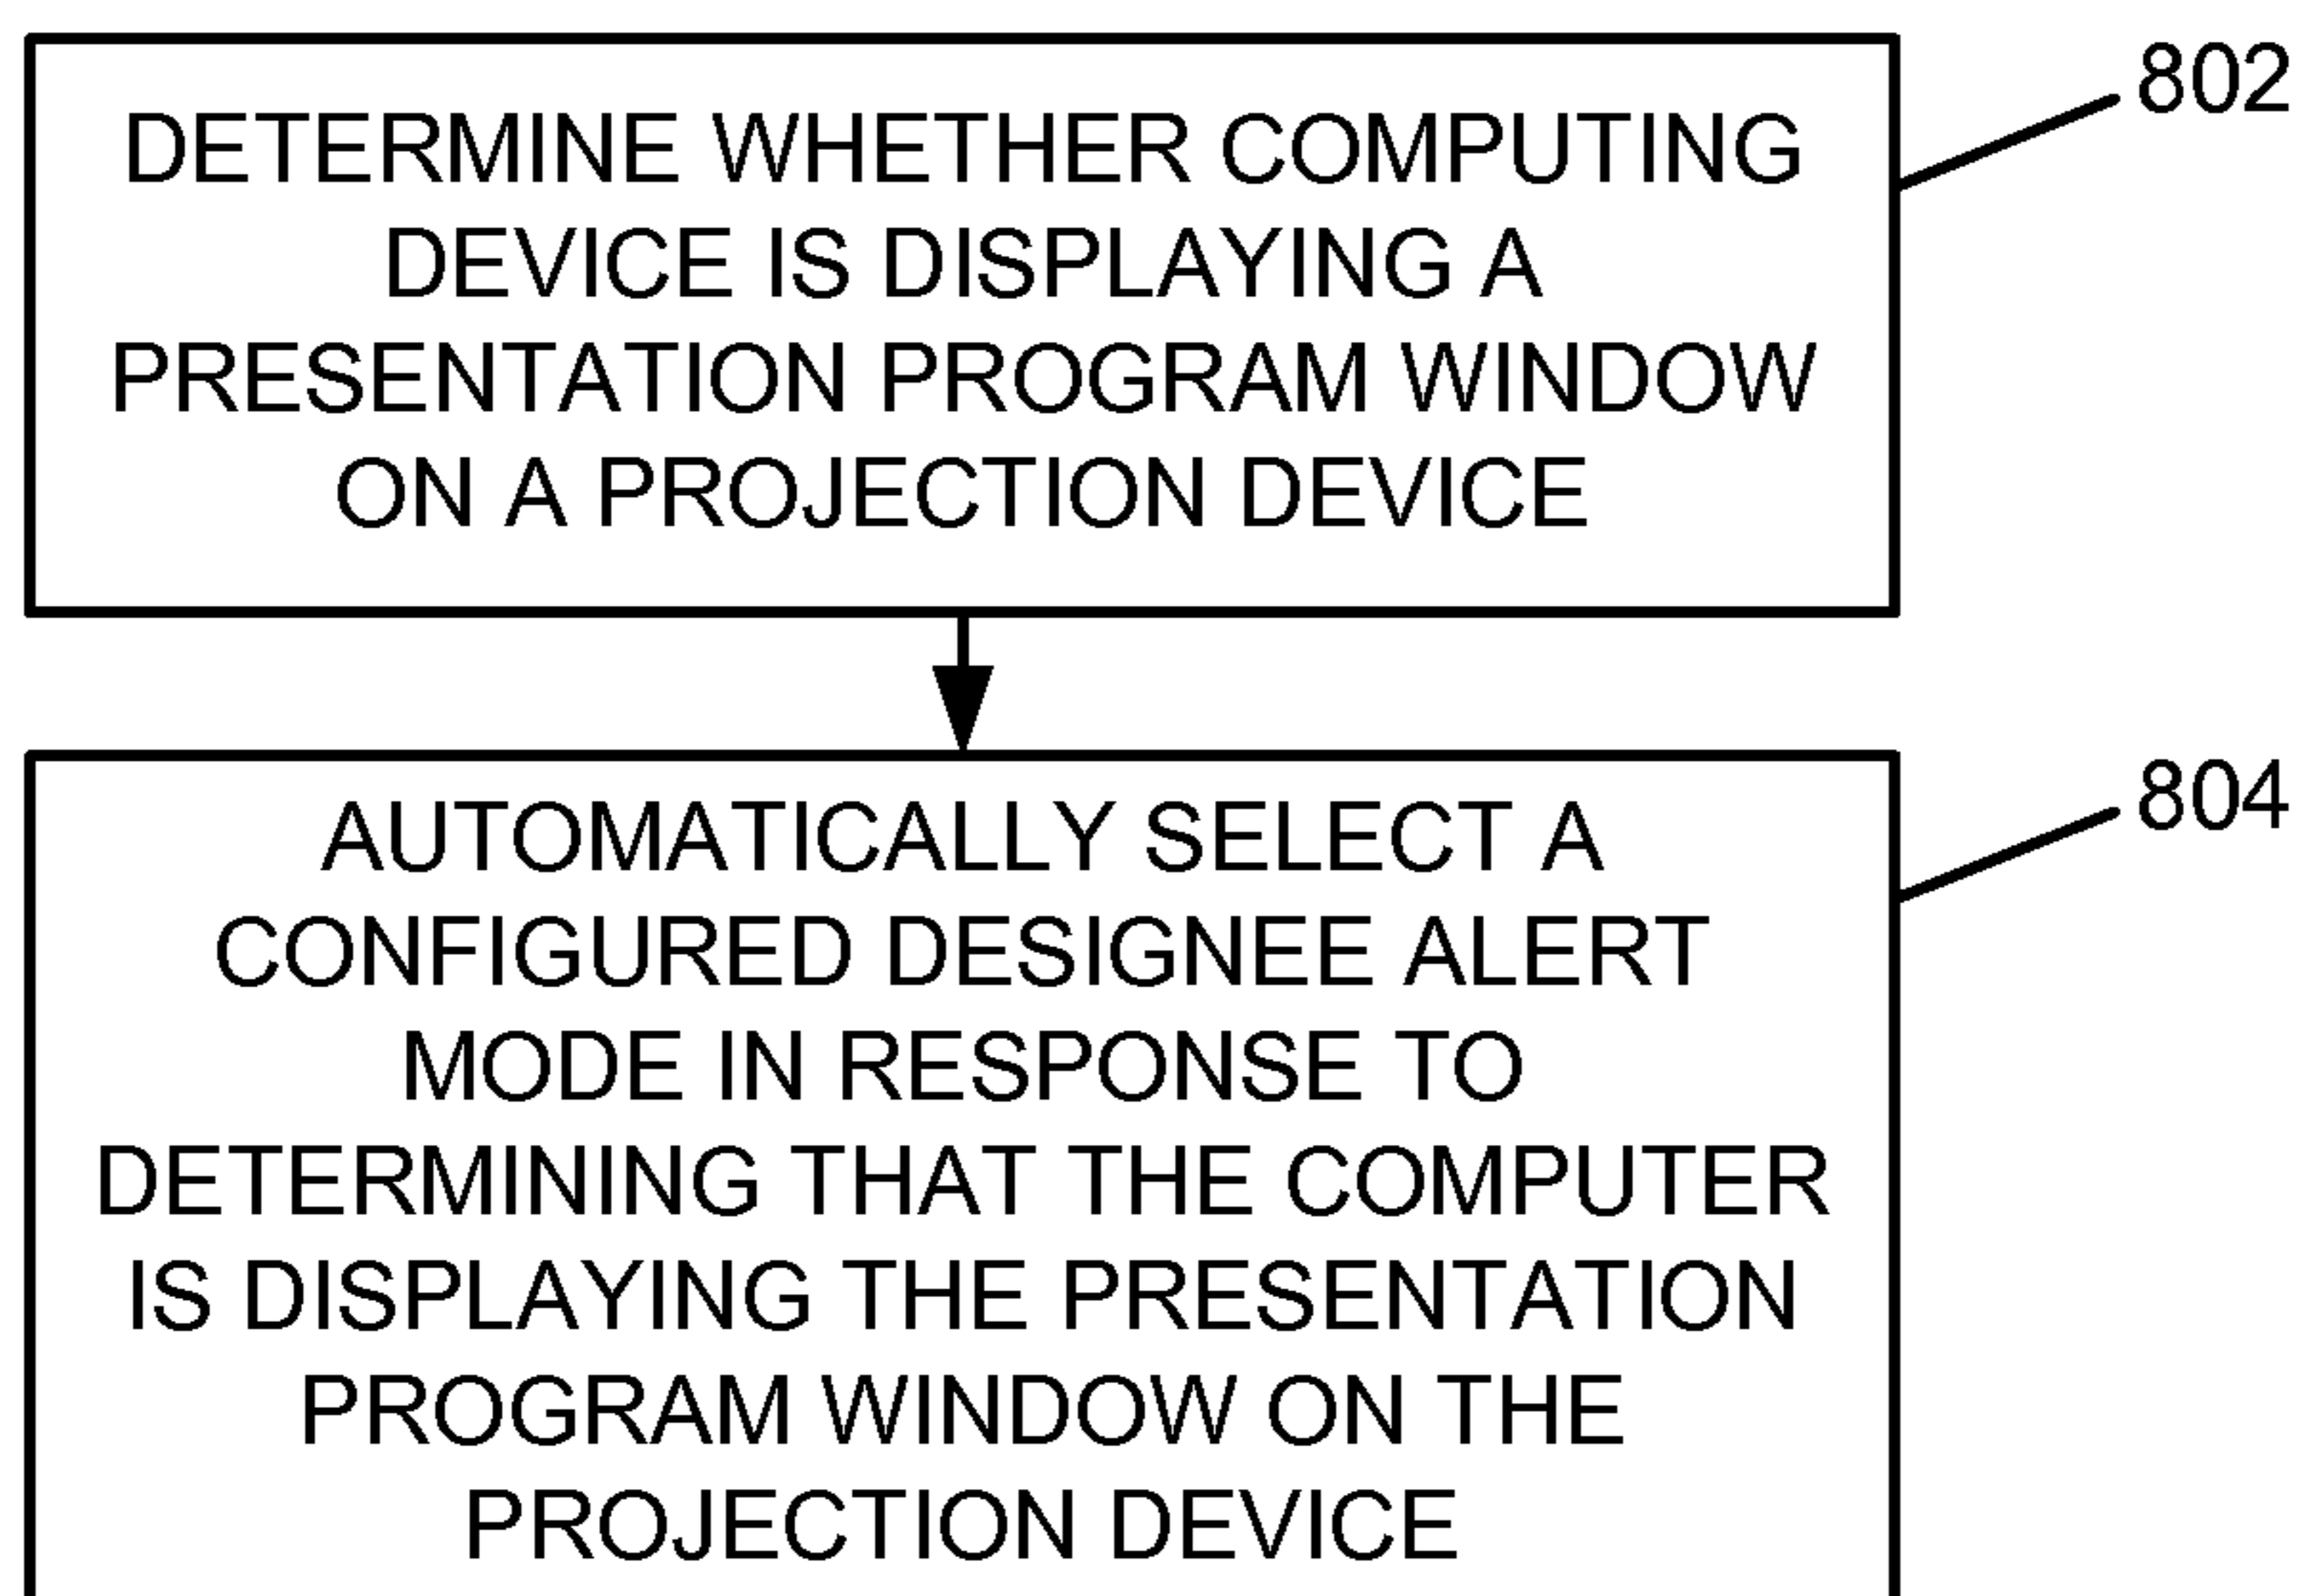 DETERMINE WHETHER COMPUTING
DEVICE IS DISPLAYING A
PRESENTATION PROGRAM WINDOW
ON A PROJECTION DEVICE
802
AUTOMATICALLY SELECT A
CONFIGURED DESIGNEE ALERT
MODE IN RESPONSE TO
DETERMINING THAT THE COMPUTER
IS DISPLAYING THE PRESENTATION
PROGRAM WINDOW ON THE
PROJECTION DEVICE
804